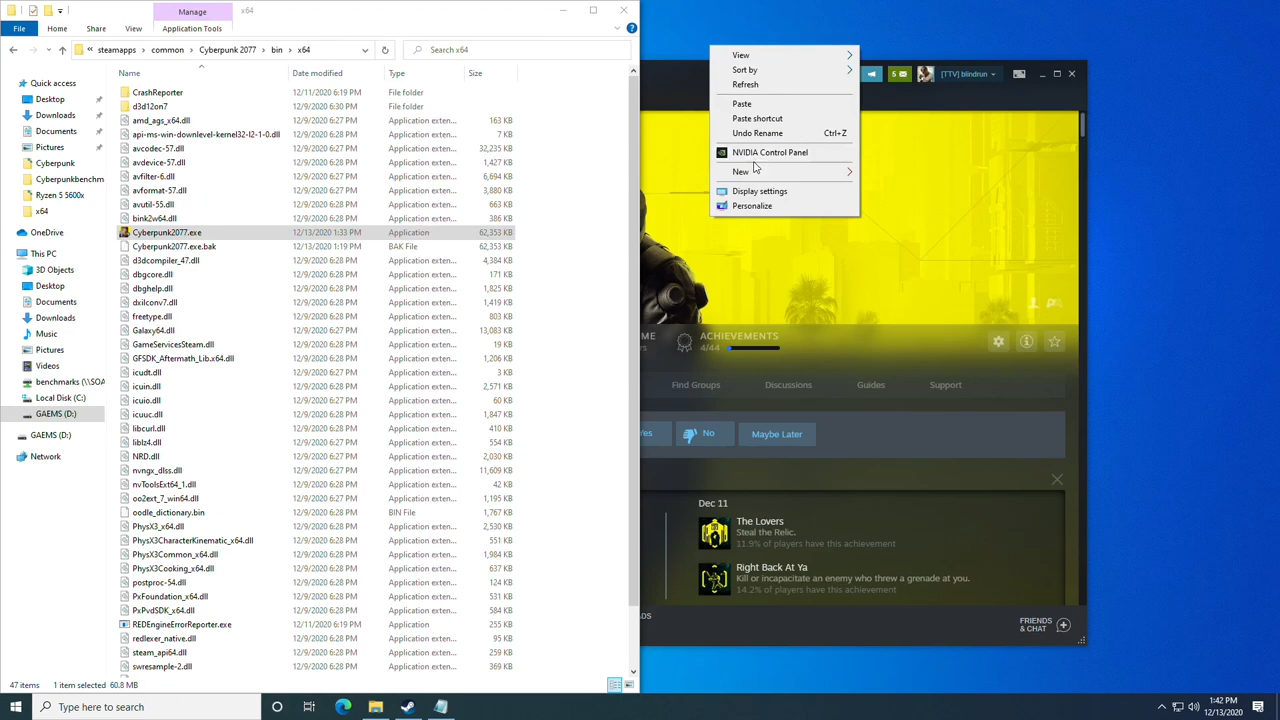 Manage
x64
File
Home
Share
View
Application Tools
steamapps
common
Cyberpunk 2077
bin
x64
Search x64
Name
Date modified
Type
Size
Quick access
Desktop
Downloads
Documents
Pictures
Cyberpunk
Cyberpunkbenchm
Ryzen 5 5600x
x64
OneDrive
This PC
3D Objects
Desktop
Documents
Downloads
Music
Pictures
Videos
benchmarks (\\SOA
Local Disk (C:)
GAEMS (D:)
GAEMS (D:)
Network
CrashReporter 12/11/2020 6:19 PM File folder
d3d12on7 12/9/2020 6:30 PM File folder
amd_ags_x64.dll 12/9/2020 6:27 PM Application exten... 163 KB
api-ms-win-downlevel-kernel32-l2-1-0.dll 12/9/2020 6:27 PM Application exten... 7 KB
avcodec-57.dll 12/9/2020 6:27 PM Application exten... 32,235 KB
avdevice-57.dll 12/9/2020 6:28 PM Application exten... 1,427 KB
avfilter-6.dll 12/9/2020 6:27 PM Application exten... 6,694 KB
avformat-57.dll 12/9/2020 6:27 PM Application exten... 3,880 KB
avutil-55.dll 12/9/2020 6:28 PM Application exten... 663 KB
bink2w64.dll 12/9/2020 6:28 PM Application exten... 386 KB
Cyberpunk2077.exe 12/13/2020 1:33 PM Application 62,353 KB
Cyberpunk2077.exe.bak 12/13/2020 1:19 PM BAK File 62,353 KB
d3dcompiler_47.dll 12/9/2020 6:28 PM Application exten... 4,384 KB
dbgcore.dll 12/9/2020 6:28 PM Application exten... 171 KB
dbghelp.dll 12/9/2020 6:28 PM Application exten... 1,825 KB
dxilconv7.dll 12/9/2020 6:28 PM Application exten... 1,419 KB
freetype.dll 12/9/2020 6:28 PM Application exten... 803 KB
Galaxy64.dll 12/9/2020 6:27 PM Application exten... 13,083 KB
GameServicesSteam.dll 12/9/2020 6:28 PM Application exten... 19 KB
GFSDK_Aftermath_Lib.x64.dll 12/9/2020 6:28 PM Application exten... 1,206 KB
icudt.dll 12/9/2020 6:27 PM Application exten... 3 KB
icuin.dll 12/9/2020 6:28 PM Application exten... 2,571 KB
icuio.dll 12/9/2020 6:27 PM Application exten... 60 KB
icuuc.dll 12/9/2020 6:28 PM Application exten... 1,847 KB
libcurl.dll 12/9/2020 6:28 PM Application exten... 410 KB
liblz4.dll 12/9/2020 6:27 PM Application exten... 554 KB
NRD.dll 12/9/2020 6:28 PM Application exten... 442 KB
nvngx_dlss.dll 12/9/2020 6:27 PM Application exten... 11,609 KB
nvToolsExt64_1.dll 12/9/2020 6:28 PM Application exten... 42 KB
oo2ext_7_win64.dll 12/9/2020 6:28 PM Application exten... 1,195 KB
oodle_dictionary.bin 12/9/2020 6:28 PM BIN File 1,767 KB
PhysX3_x64.dll 12/9/2020 6:28 PM Application exten... 2,530 KB
PhysX3CharacterKinematic_x64.dll 12/9/2020 6:28 PM Application exten... 551 KB
PhysX3Common_x64.dll 12/9/2020 6:28 PM Application exten... 1,984 KB
PhysX3Cooking_x64.dll 12/9/2020 6:28 PM Application exten... 637 KB
postproc-54.dll 12/9/2020 6:28 PM Application exten... 124 KB
PxFoundation_x64.dll 12/9/2020 6:28 PM Application exten... 531 KB
PxPvdSDK_x64.dll 12/9/2020 6:28 PM Application exten... 584 KB
REDEngineErrorReporter.exe 12/11/2020 6:19 PM Application 255 KB
redlexer_native.dll 12/9/2020 6:28 PM Application exten... 95 KB
steam_api64.dll 12/9/2020 6:28 PM Application exten... 259 KB
swresample-2.dll 12/9/2020 6:28 PM Application exten... 369 KB
47 items
1 item selected 60.8 MB
View
Sort by
Refresh
Paste
Paste shortcut
Undo Rename Ctrl+Z
NVIDIA Control Panel
New
Display settings
Personalize
5
[TTV] blindrun
ME
ACHIEVEMENTS
rs
4/44
Find Groups
Discussions
Guides
Support
Yes
No
Maybe Later
Dec 11
The Lovers
Steal the Relic.
11.9% of players have this achievement
Right Back At Ya
Kill or incapacitate an enemy who threw a grenade at you.
14.2% of players have this achievement
DS
FRIENDS
& CHAT
Type here to search
1:42 PM
12/13/2020